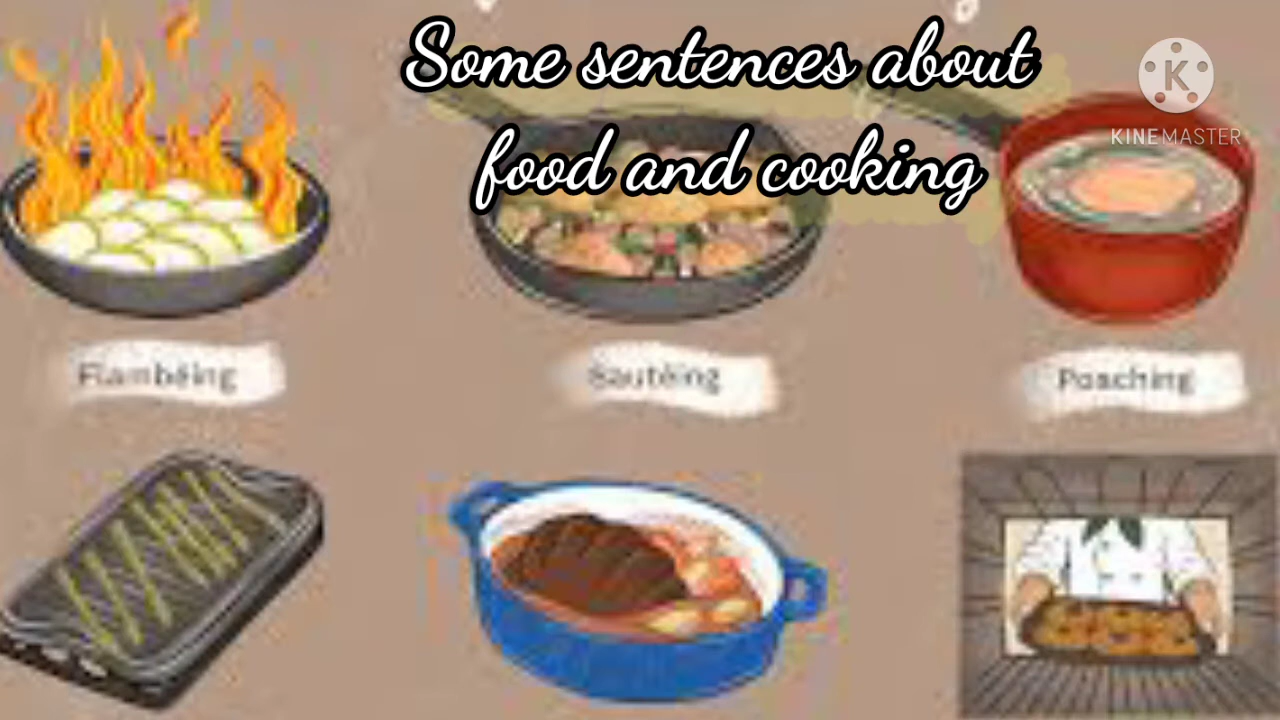 Some sentences about
KINEMASTER
food and cooking
Flambéing
Sautéing
Poaching